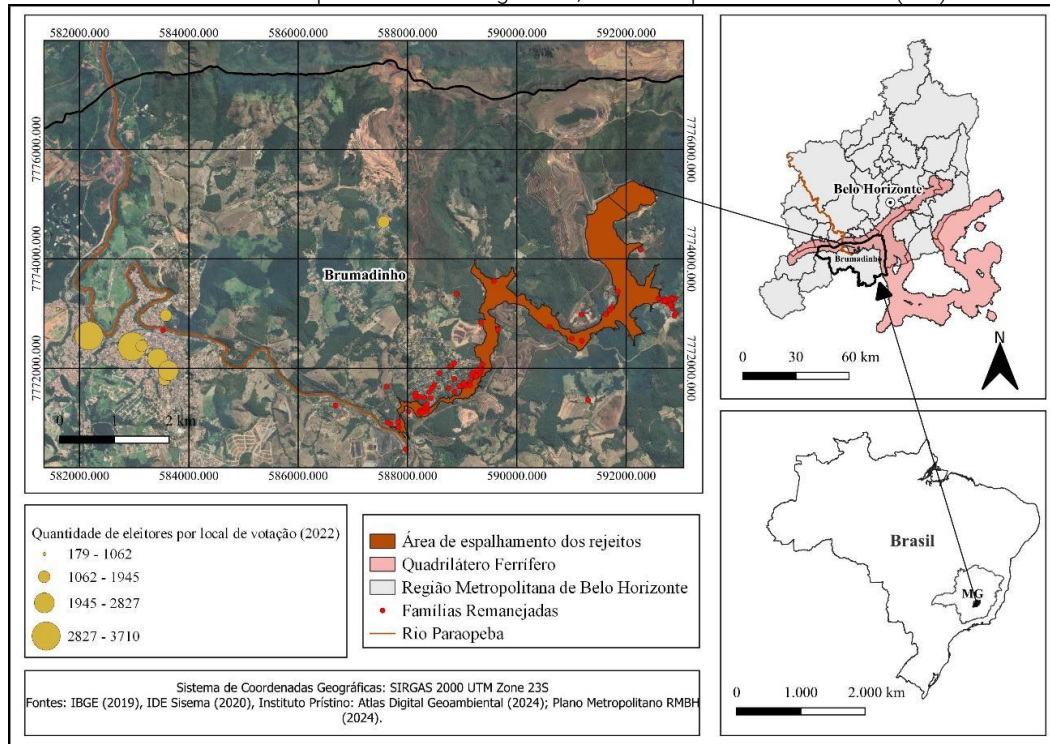 582000.000 584000.000 586000.000 588000.000 590000.000 592000.000
7776000.000 7776000.000
7774000.000 7774000.000
7772000.000 7772000.000
Brumadinho
0 1 2 km
582000.000 584000.000 586000.000 588000.000 590000.000 592000.000
Belo Horizonte
Brumadinho
N
0 30 60 km
Quantidade de eleitores por local de votação (2022)
179 - 1062
1062 - 1945
1945 - 2827
2827 - 3710
Área de espalhamento dos rejeitos
Quadrilátero Ferrífero
Região Metropolitana de Belo Horizonte
Famílias Remanejadas
Rio Paraopeba
Brasil
MG
0 1.000 2.000 km
Sistema de Coordenadas Geográficas: SIRGAS 2000 UTM Zone 23S
Fontes: IBGE (2019), IDE Sisema (2020), Instituto Prístino: Atlas Digital Geoambiental (2024); Plano Metropolitano RMBH
(2024).